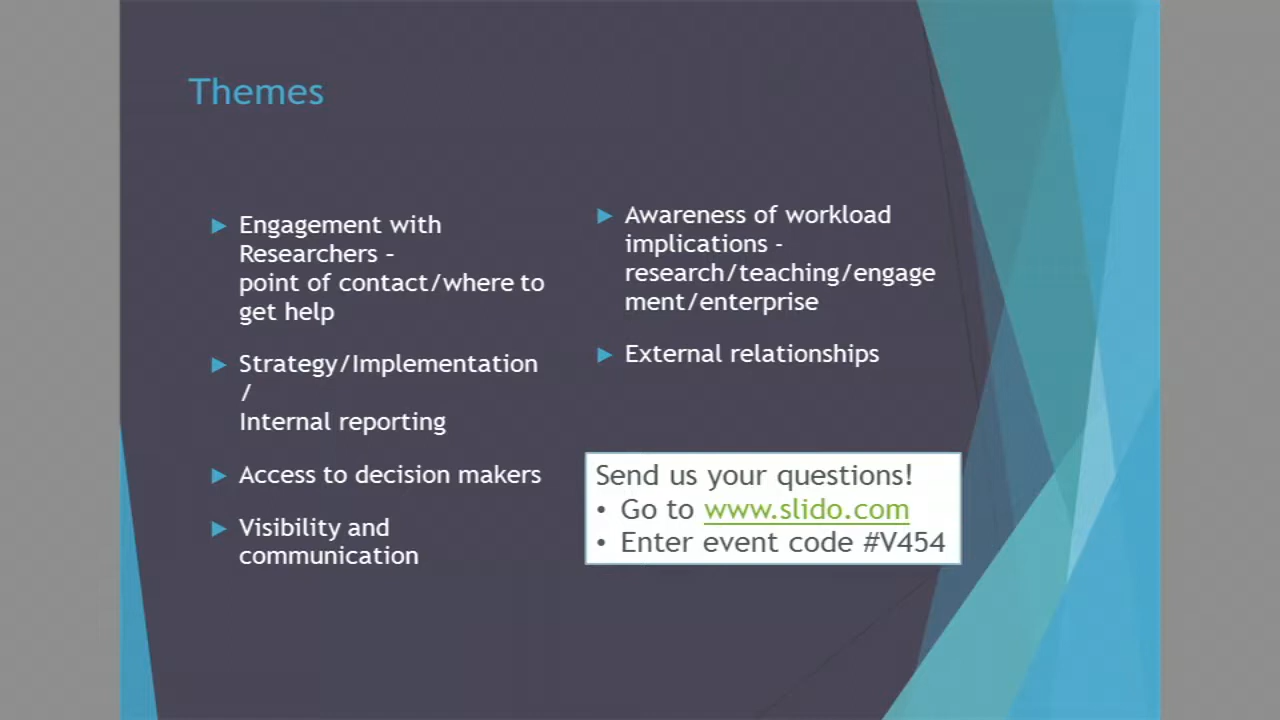 Themes
Engagement with
Researchers –
point of contact/where to
get help
Strategy/Implementation
/
Internal reporting
Access to decision makers
Visibility and
communication
Awareness of workload
implications -
research/teaching/engage
ment/enterprise
External relationships
Send us your questions!
• Go to www.slido.com
• Enter event code #V454